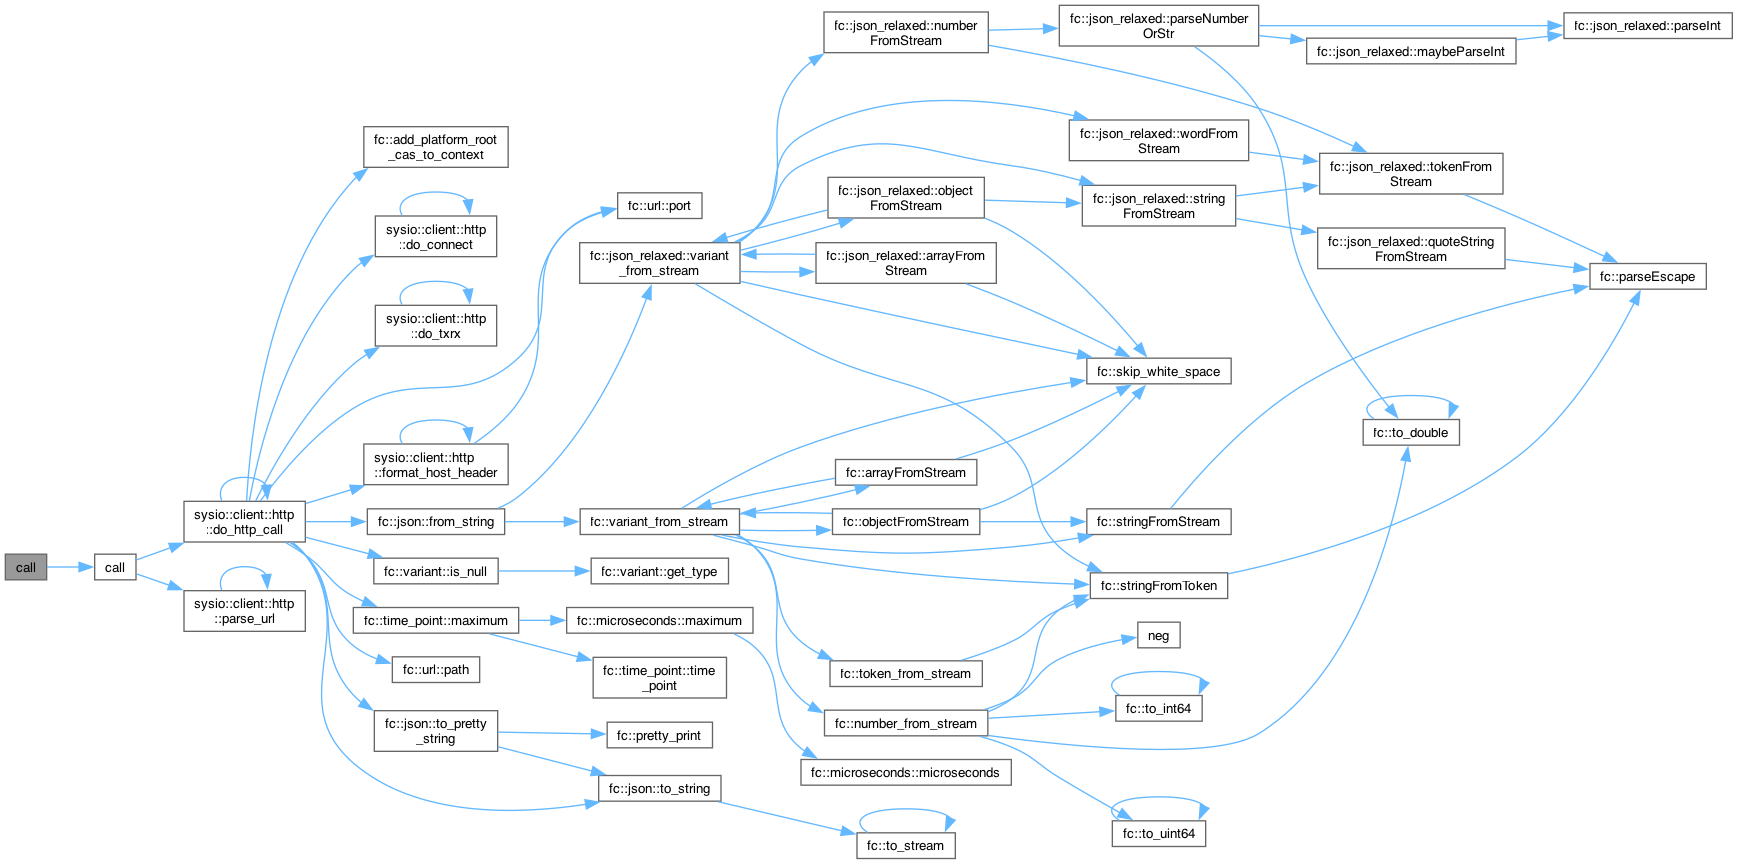 call
call
sysio::client::http
::do_http_call
sysio::client::http
::parse_url
fc::add_platform_root
_cas_to_context
sysio::client::http
::do_connect
sysio::client::http
::do_txrx
sysio::client::http
::format_host_header
fc::json::from_string
fc::variant::is_null
fc::time_point::maximum
fc::url::path
fc::json::to_pretty
_string
fc::url::port
fc::json_relaxed::variant
_from_stream
fc::variant_from_stream
fc::variant::get_type
fc::microseconds::maximum
fc::time_point::time
_point
fc::pretty_print
fc::json::to_string
fc::json_relaxed::number
FromStream
fc::json_relaxed::object
FromStream
fc::json_relaxed::arrayFrom
Stream
fc::arrayFromStream
fc::objectFromStream
fc::token_from_stream
fc::number_from_stream
fc::microseconds::microseconds
fc::to_stream
fc::json_relaxed::parseNumber
OrStr
fc::json_relaxed::wordFrom
Stream
fc::json_relaxed::string
FromStream
fc::skip_white_space
fc::stringFromStream
fc::stringFromToken
neg
fc::to_int64
fc::to_uint64
fc::json_relaxed::maybeParseInt
fc::json_relaxed::tokenFrom
Stream
fc::json_relaxed::quoteString
FromStream
fc::to_double
fc::json_relaxed::parseInt
fc::parseEscape